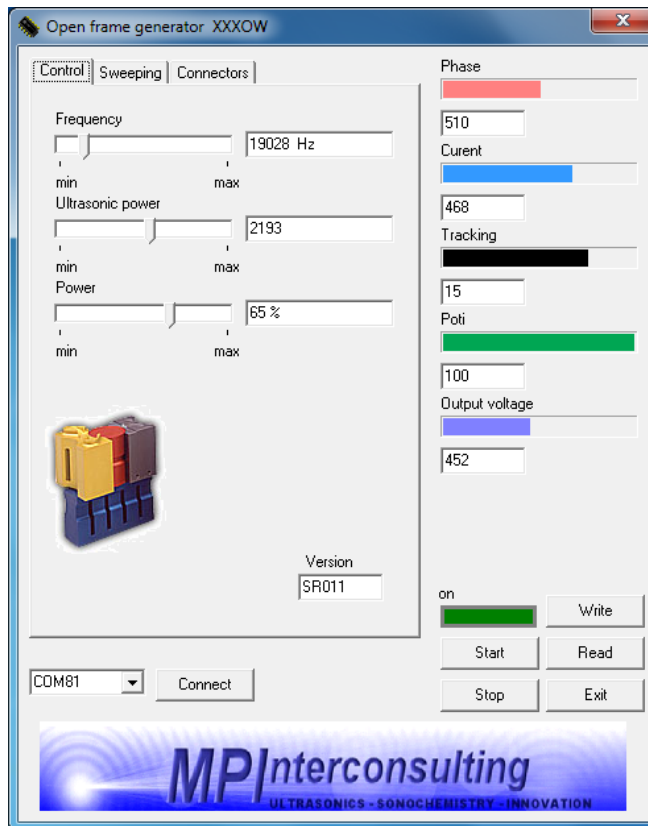 Open frame generator XXXOW
Control Sweeping Connectors
Frequency
19028 Hz
min max
Ultrasonic power
2193
min max
Power
65 %
min max
Version
SR011
COM81 Connect
Phase
510
Curent
468
Tracking
15
Poti
100
Output voltage
452
on
Write
Start Read
Stop Exit
MPInterconsulting
ULTRASONICS - SONOCHEMISTRY - INNOVATION